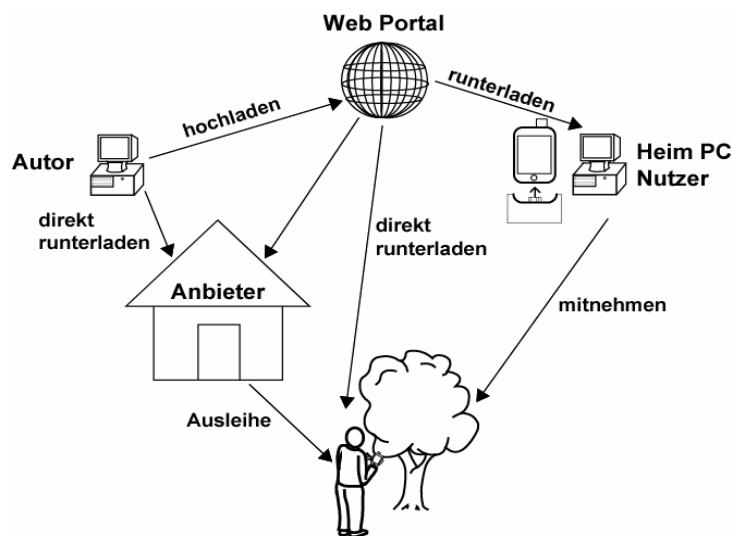 Web Portal
hochladen
runterladen
Autor
Heim PC
Nutzer
direkt
runterladen
direkt
runterladen
Anbieter
mitnehmen
Ausleihe